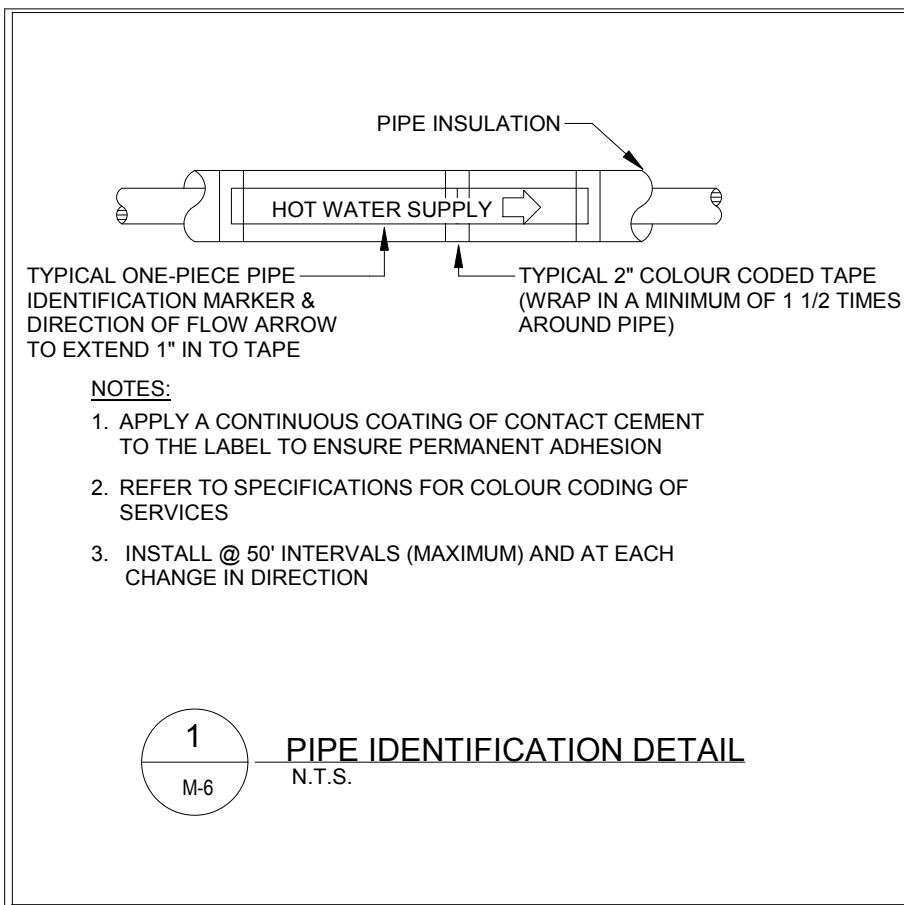 PIPE INSULATION
HOT WATER SUPPLY
TYPICAL ONE-PIECE PIPE
IDENTIFICATION MARKER &
DIRECTION OF FLOW ARROW
TO EXTEND 1" IN TO TAPE
TYPICAL 2" COLOUR CODED TAPE
(WRAP IN A MINIMUM OF 1 1/2 TIMES
AROUND PIPE)
NOTES:
1. APPLY A CONTINUOUS COATING OF CONTACT CEMENT
TO THE LABEL TO ENSURE PERMANENT ADHESION
2. REFER TO SPECIFICATIONS FOR COLOUR CODING OF
SERVICES
3. INSTALL @ 50' INTERVALS (MAXIMUM) AND AT EACH
CHANGE IN DIRECTION
1
M-6
PIPE IDENTIFICATION DETAIL
N.T.S.